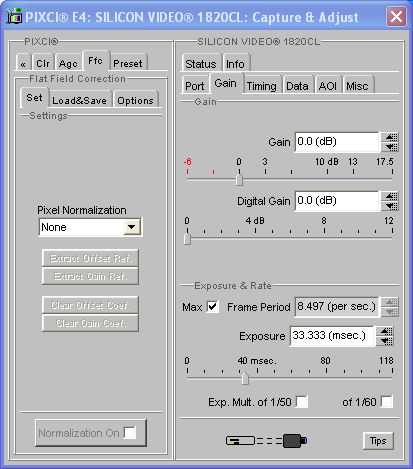 PIXCI® E4: SILICON VIDEO® 1820CL: Capture & Adjust
PIXCI®
« Clr Agc Ffc Preset
Flat Field Correction
Set Load&Save Options
Settings
Pixel Normalization
None
Extract Offset Ref.
Extract Gain Ref.
Clear Offset Coef.
Clear Gain Coef.
Normalization On
SILICON VIDEO® 1820CL
Status Info
Port Gain Timing Data AOI Misc
Gain
Gain 0.0 (dB)
-6 0 3 10 dB 13 17.5
Digital Gain 0.0 (dB)
0 4 dB 8 12
Exposure & Rate
Max Frame Period 8.497 (per sec.)
Exposure 33.333 (msec.)
0 40 msec. 80 118
Exp. Mult. of 1/50 of 1/60
Tips